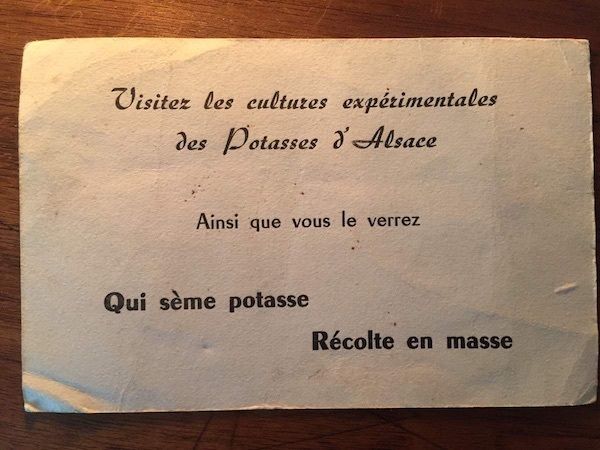 Visitez les cultures expérimentales
des Potasses d'Alsace
Ainsi que vous le verrez
Qui sème potasse
Récolte en masse